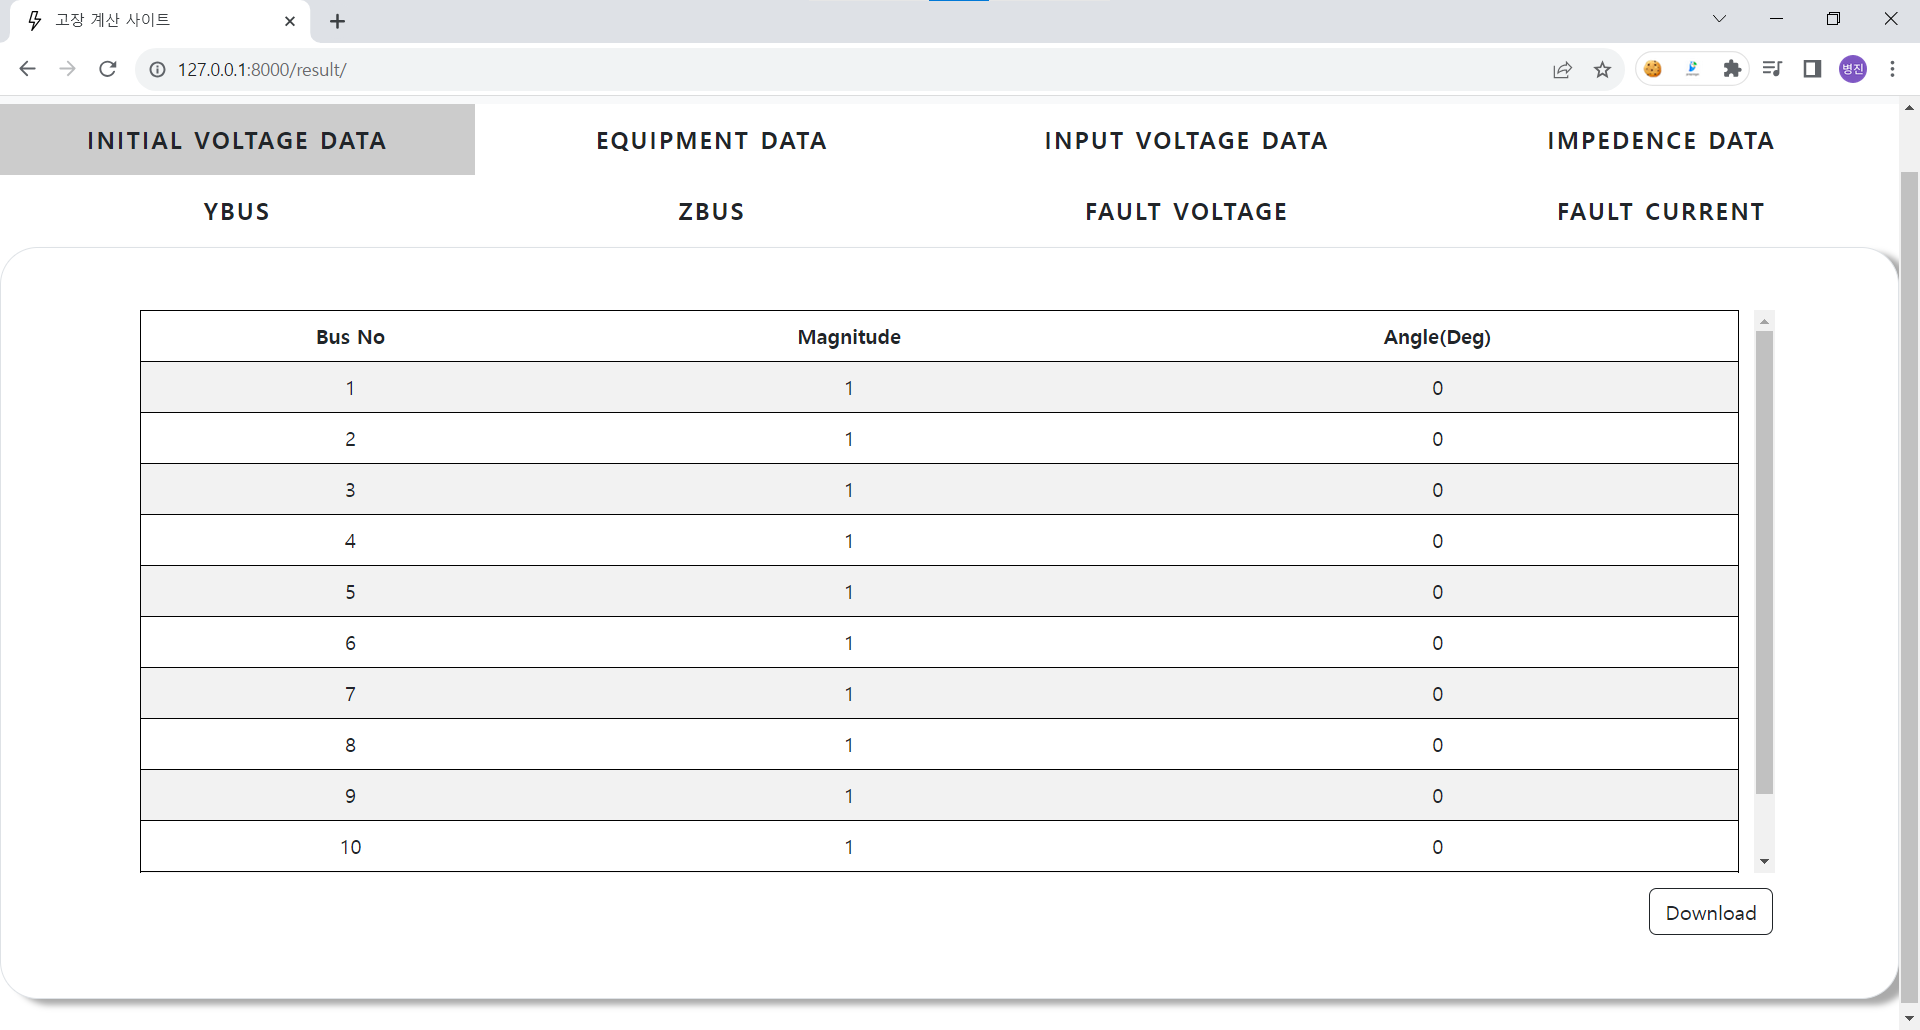 고장 계산 사이트
127.0.0.1:8000/result/
병진
INITIAL VOLTAGE DATA EQUIPMENT DATA INPUT VOLTAGE DATA IMPEDENCE DATA
YBUS ZBUS FAULT VOLTAGE FAULT CURRENT
Bus No Magnitude Angle(Deg)
1 1 0
2 1 0
3 1 0
4 1 0
5 1 0
6 1 0
7 1 0
8 1 0
9 1 0
10 1 0
Download